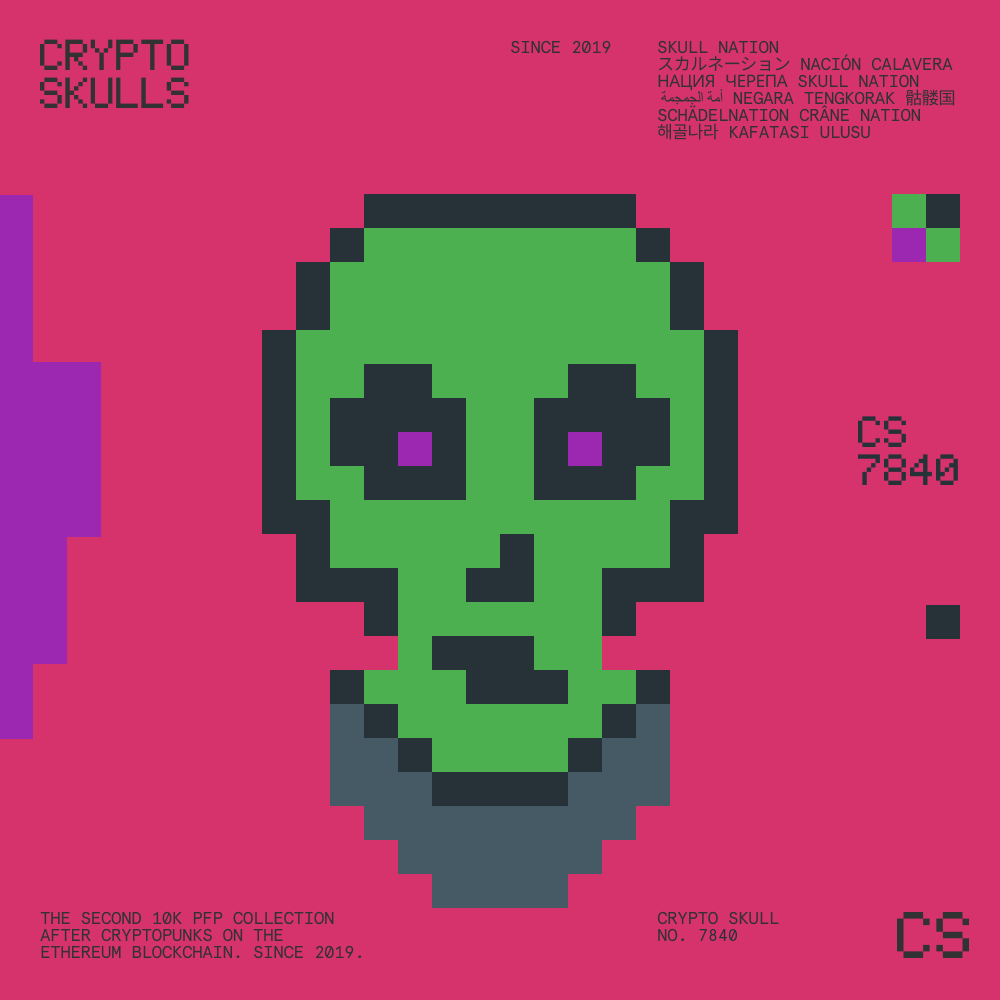 CRYPTO
SKULLS
SINCE 2019
SKULL NATION
スカルネーション NACIÓN CALAVERA
НАЦИЯ ЧЕРЕПА SKULL NATION
أمة الجمجمة NEGARA TENGKORAK 骷髅国
SCHÄDELNATION CRÂNE NATION
해골나라 KAFATASI ULUSU
CS
7840
THE SECOND 10K PFP COLLECTION
AFTER CRYPTOPUNKS ON THE
ETHEREUM BLOCKCHAIN. SINCE 2019.
CRYPTO SKULL
NO. 7840
CS